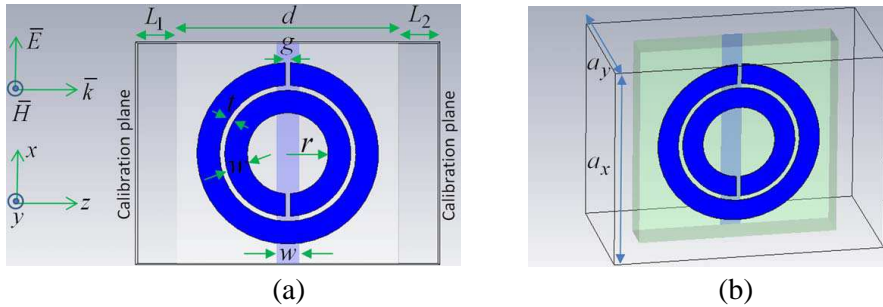 L1 d L2
g
E
k
H
t
r
w
x
y z
w
Calibration plane
Calibration plane
(a)
ay
ax
(b)